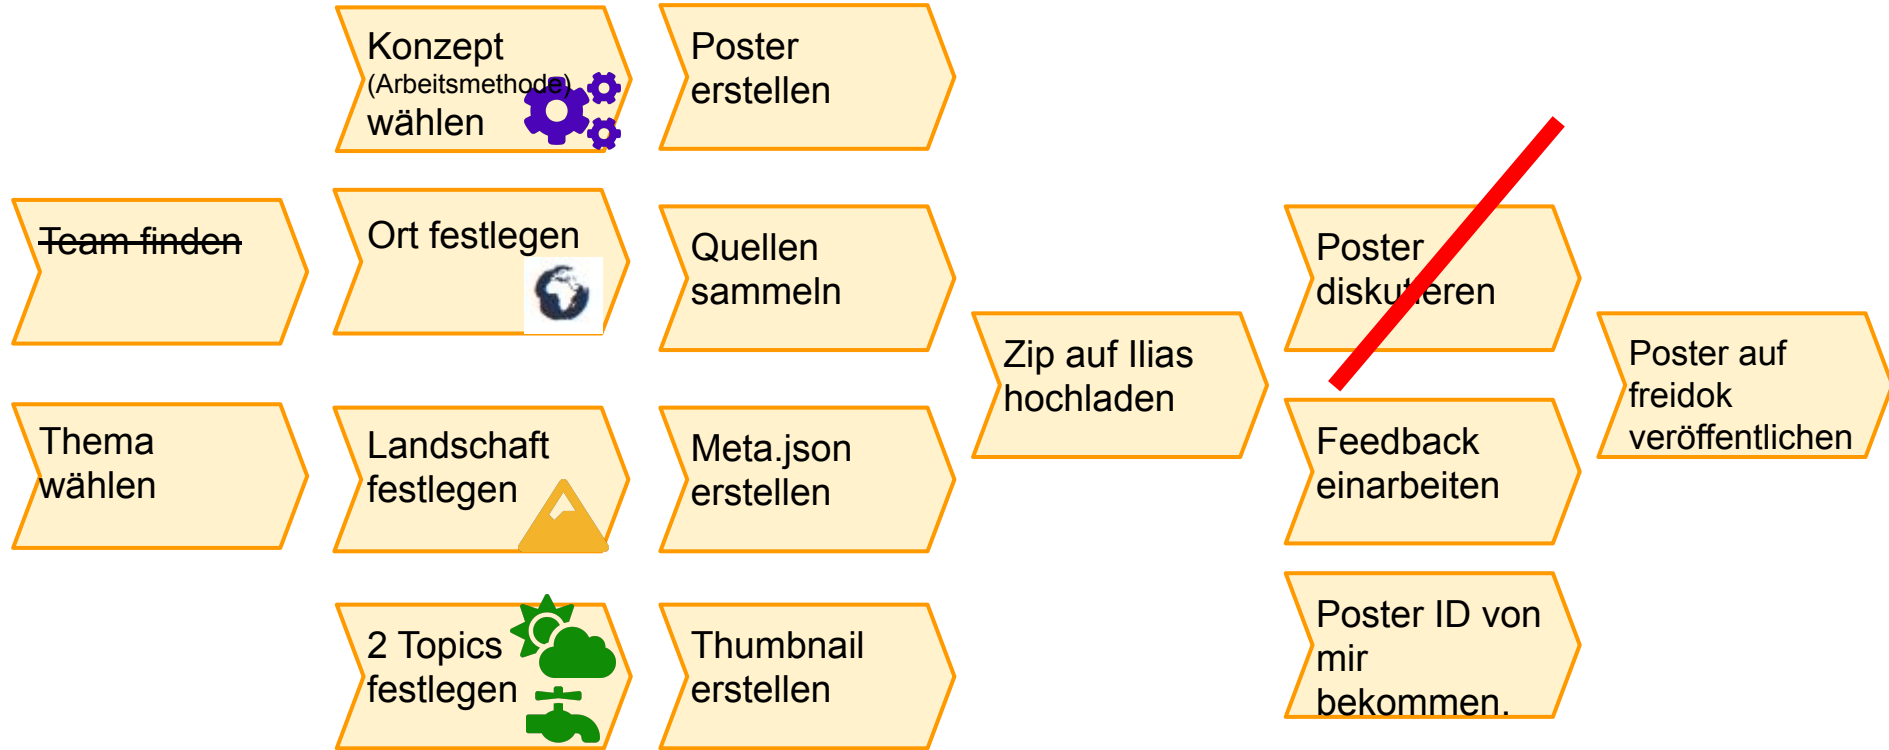 Team finden
Thema
wählen
Konzept
(Arbeitsmethode)
wählen
Ort festlegen
Landschaft
festlegen
2 Topics
festlegen
Poster
erstellen
Quellen
sammeln
Meta.json
erstellen
Thumbnail
erstellen
Zip auf Ilias
hochladen
Poster
diskutieren
Feedback
einarbeiten
Poster ID von
mir
bekommen.
Poster auf
freidok
veröffentlichen